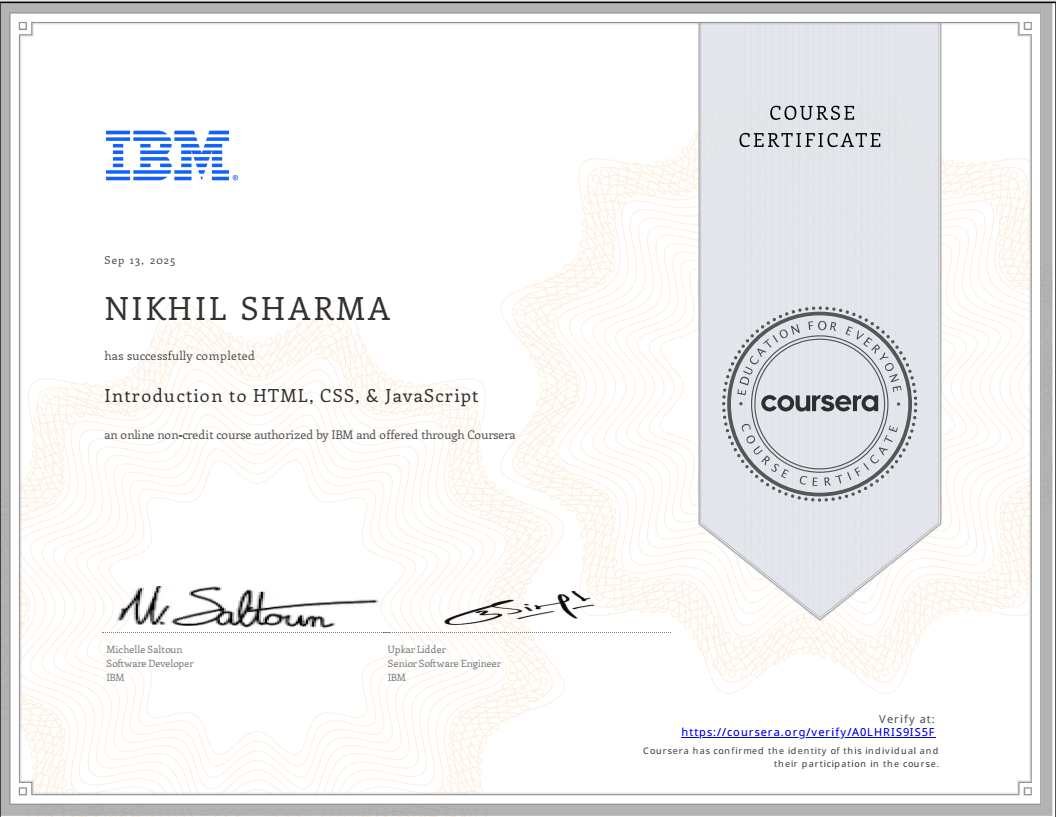 COURSE
CERTIFICATE
IBM®
Sep 13, 2025
NIKHIL SHARMA
has successfully completed
Introduction to HTML, CSS, & JavaScript
an online non-credit course authorized by IBM and offered through Coursera
EDUCATION FOR EVERYONE
coursera
COURSE CERTIFICATE
M. Saltoun
Michelle Saltoun
Software Developer
IBM
Upkar Lidder
Senior Software Engineer
IBM
Verify at:
https://coursera.org/verify/A0LHRIS9IS5F
Coursera has confirmed the identity of this individual and
their participation in the course.